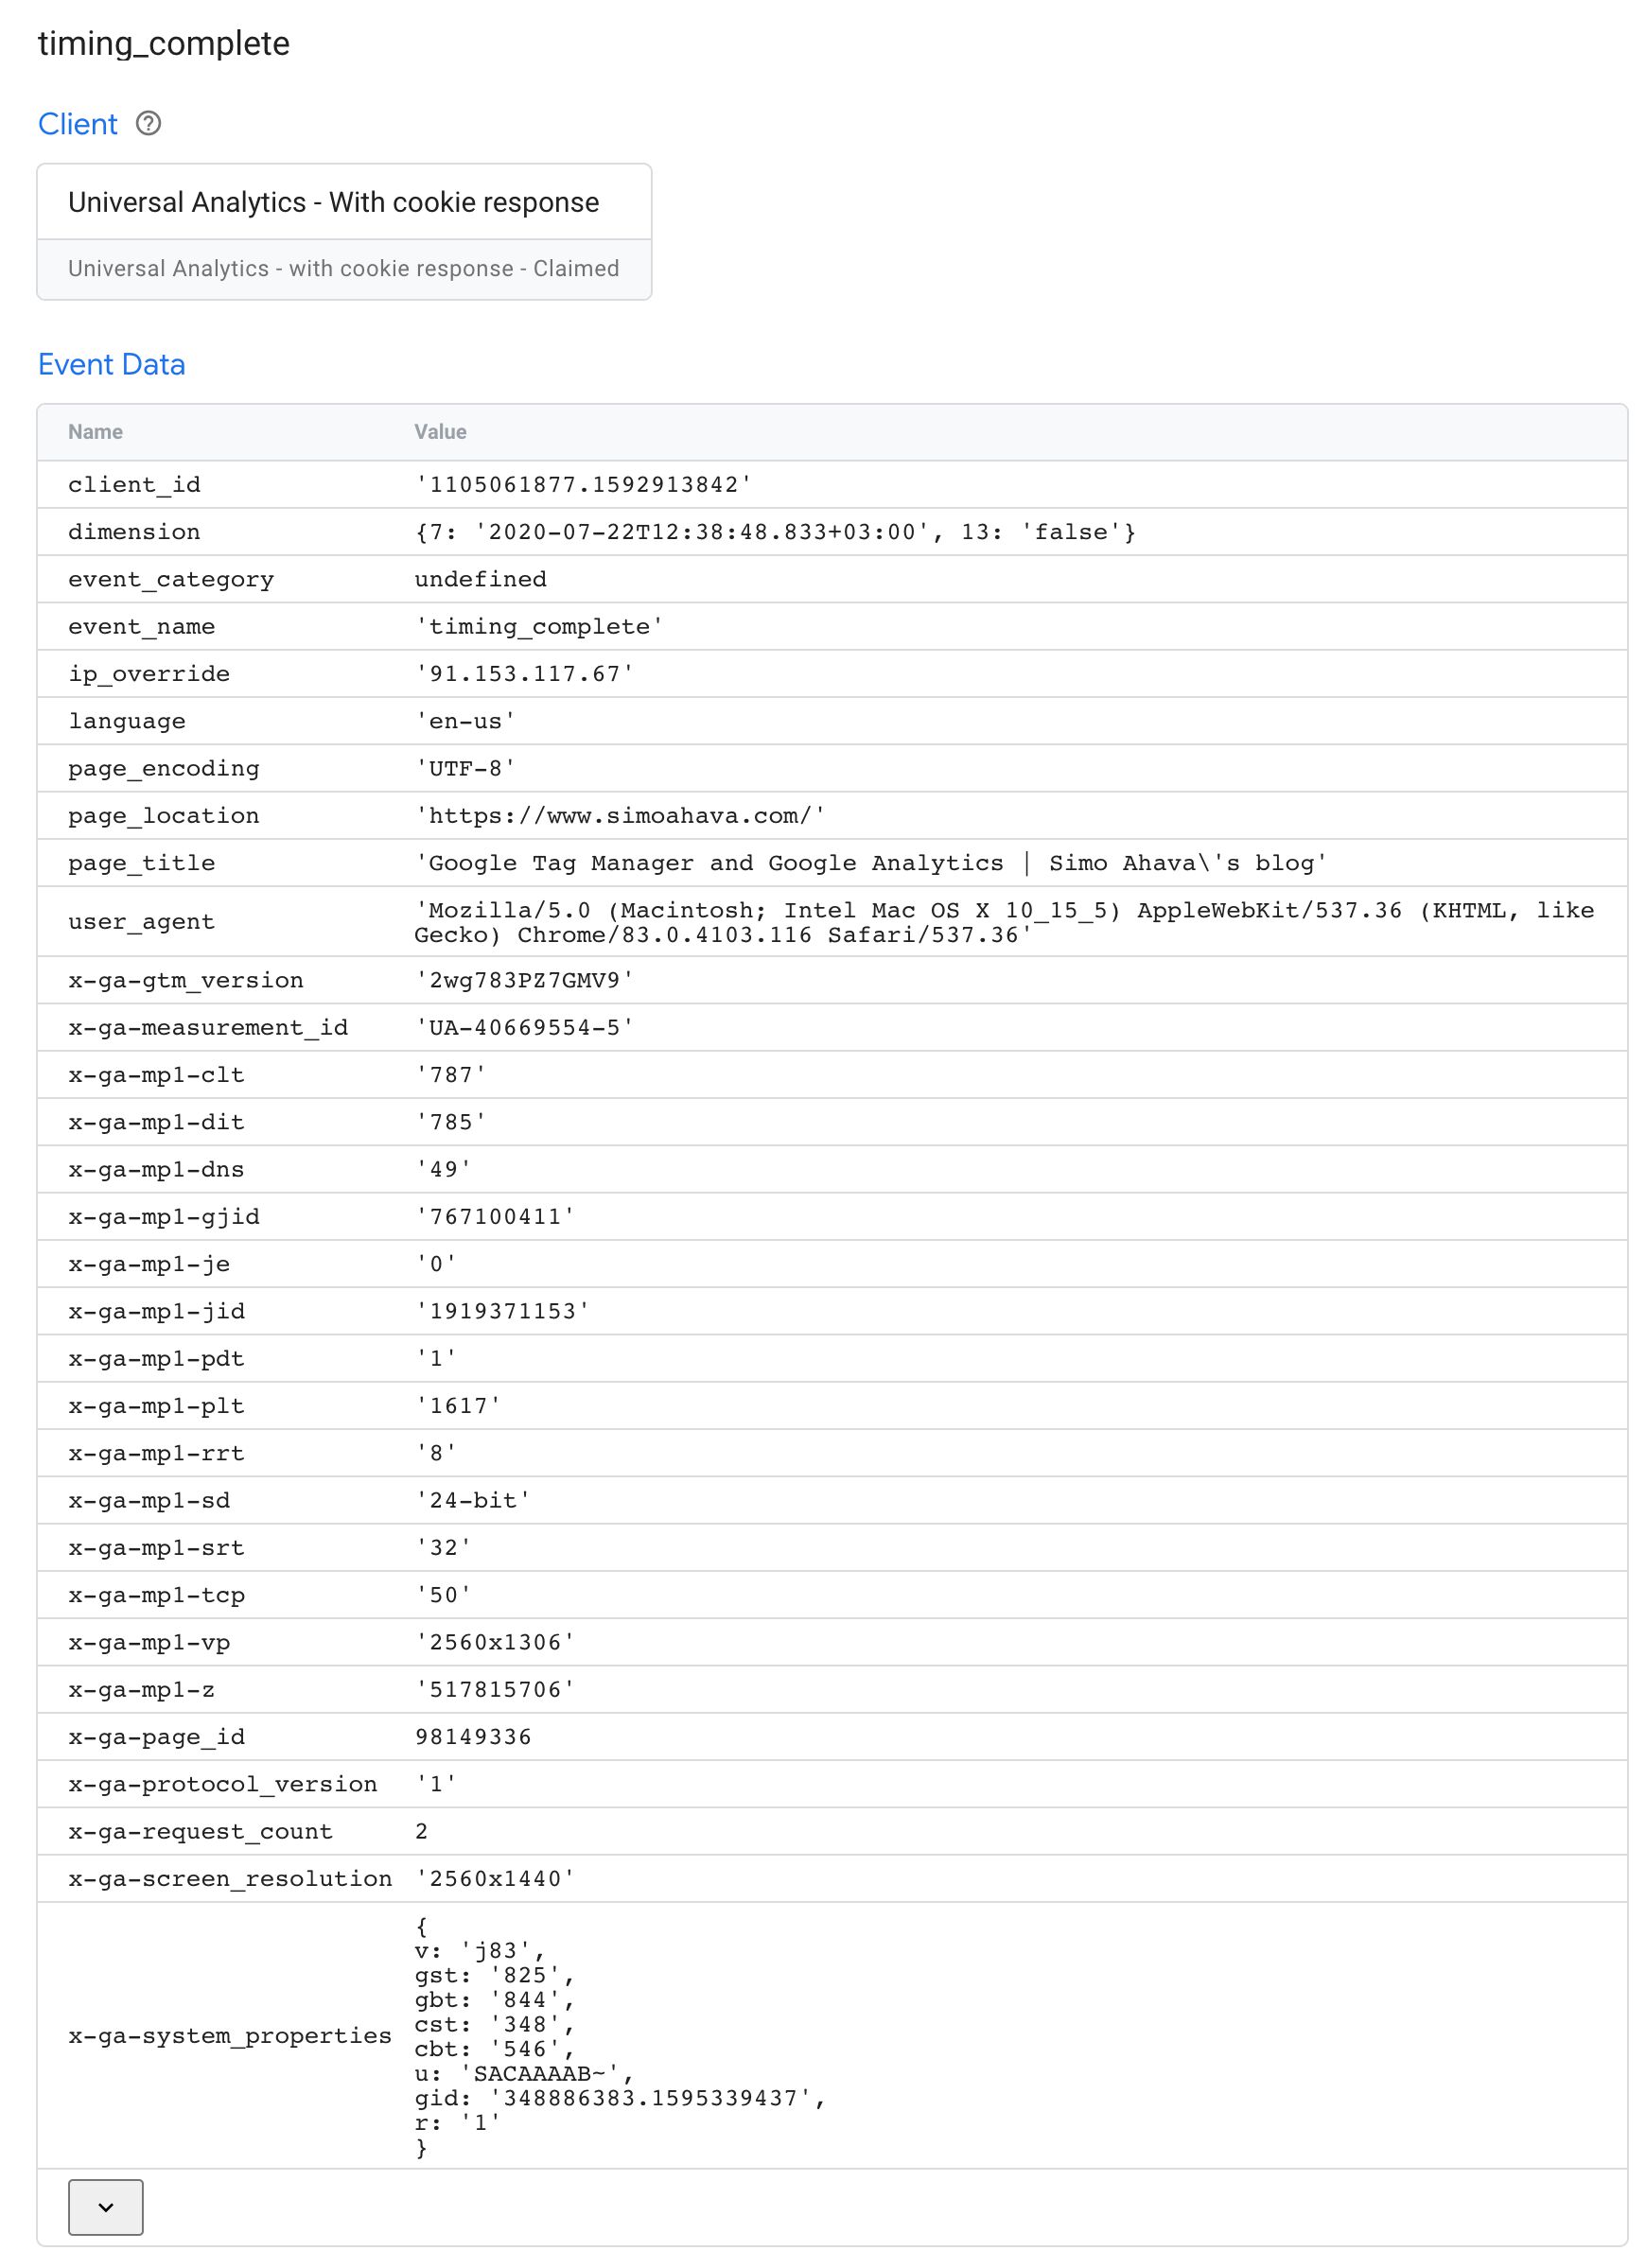 timing_complete
Client
Universal Analytics - With cookie response
Universal Analytics - with cookie response - Claimed
Event Data
Name Value
client_id '1105061877.1592913842'
dimension {7: '2020-07-22T12:38:48.833+03:00', 13: 'false'}
event_category undefined
event_name 'timing_complete'
ip_override '91.153.117.67'
language 'en-us'
page_encoding 'UTF-8'
page_location 'https://www.simoahava.com/'
page_title 'Google Tag Manager and Google Analytics | Simo Ahava\'s blog'
user_agent 'Mozilla/5.0 (Macintosh; Intel Mac OS X 10_15_5) AppleWebKit/537.36 (KHTML, like
Gecko) Chrome/83.0.4103.116 Safari/537.36'
x-ga-gtm_version '2wg783PZ7GMV9'
x-ga-measurement_id 'UA-40669554-5'
x-ga-mp1-clt '787'
x-ga-mp1-dit '785'
x-ga-mp1-dns '49'
x-ga-mp1-gjid '767100411'
x-ga-mp1-je '0'
x-ga-mp1-jid '1919371153'
x-ga-mp1-pdt '1'
x-ga-mp1-plt '1617'
x-ga-mp1-rrt '8'
x-ga-mp1-sd '24-bit'
x-ga-mp1-srt '32'
x-ga-mp1-tcp '50'
x-ga-mp1-vp '2560x1306'
x-ga-mp1-z '517815706'
x-ga-page_id 98149336
x-ga-protocol_version '1'
x-ga-request_count 2
x-ga-screen_resolution '2560x1440'
x-ga-system_properties {
v: 'j83',
gst: '825',
gbt: '844',
cst: '348',
cbt: '546',
u: 'SACAAAAB~',
gid: '348886383.1595339437',
r: '1'
}